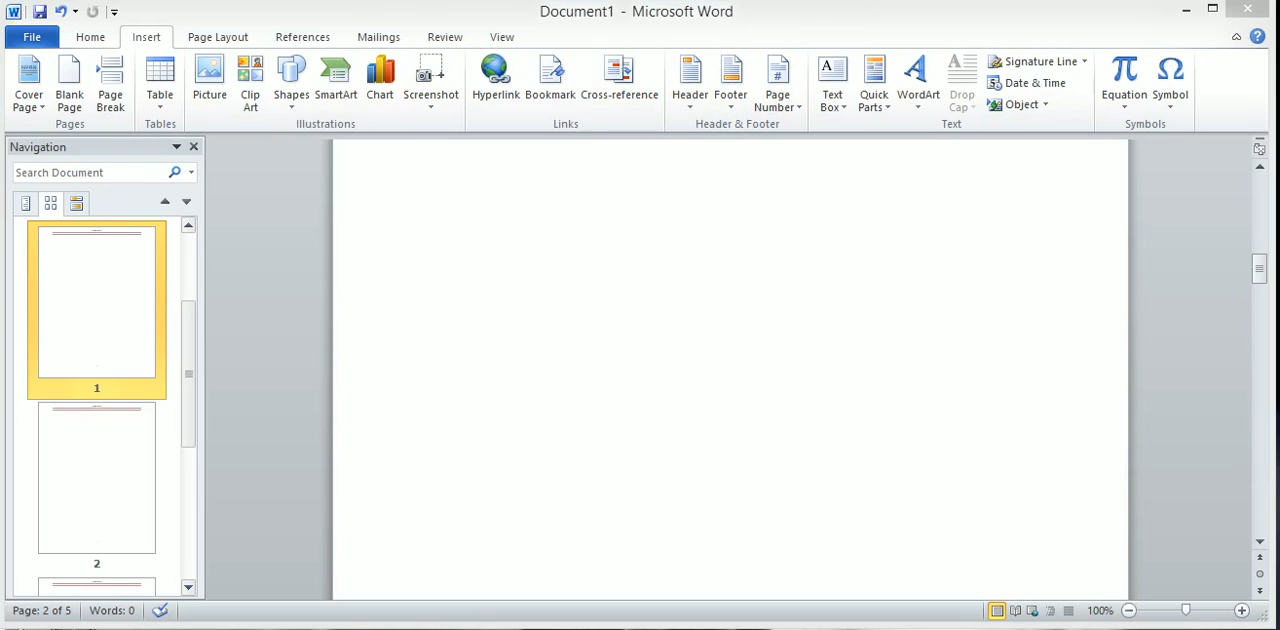 Document1 - Microsoft Word
File Home Insert Page Layout References Mailings Review View
Cover Page
Blank Page
Page Break
Table
Picture
Clip Art
Shapes
SmartArt
Chart
Screenshot
Hyperlink
Bookmark
Cross-reference
Header
Footer
Page Number
Text Box
Quick Parts
WordArt
Drop Cap
Signature Line
Date & Time
Object
Equation
Symbol
Pages Tables Illustrations Links Header & Footer Text Symbols
Navigation
Search Document
1
2
Page: 2 of 5 Words: 0 100%